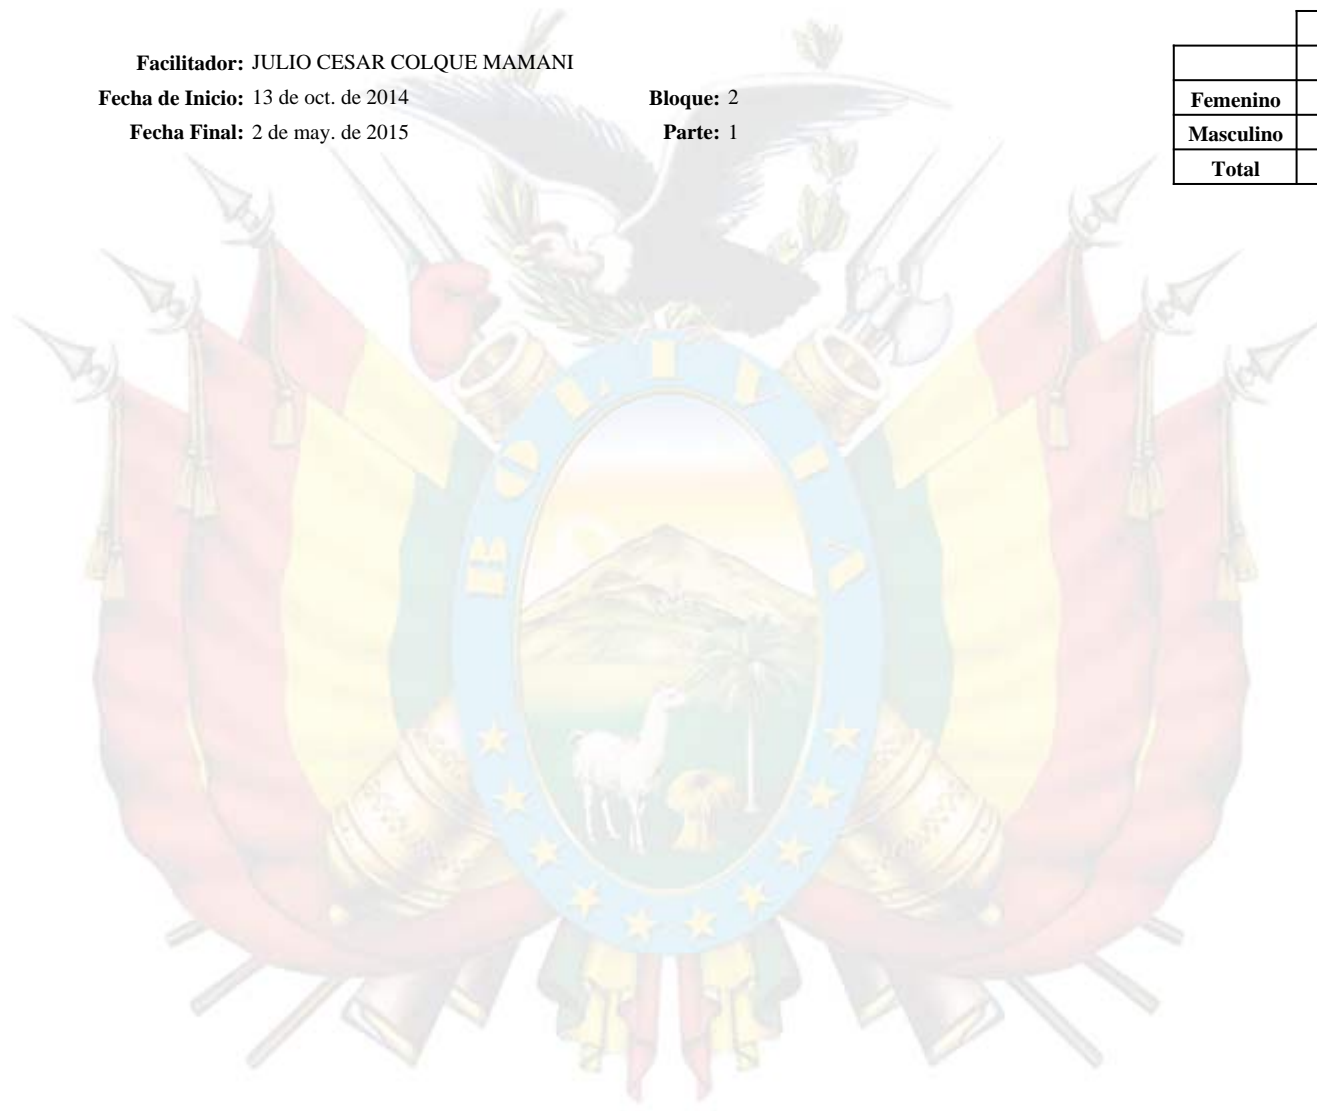 Facilitador: JULIO CESAR COLQUE MAMANI
Fecha de Inicio: 13 de oct. de 2014 Bloque: 2
Fecha Final: 2 de may. de 2015 Parte: 1
Femenino
Masculino
Total
BOLIVIA